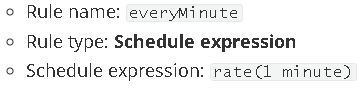 Rule name: everyMinute
Rule type: Schedule expression
Schedule expression: rate(1 minute)